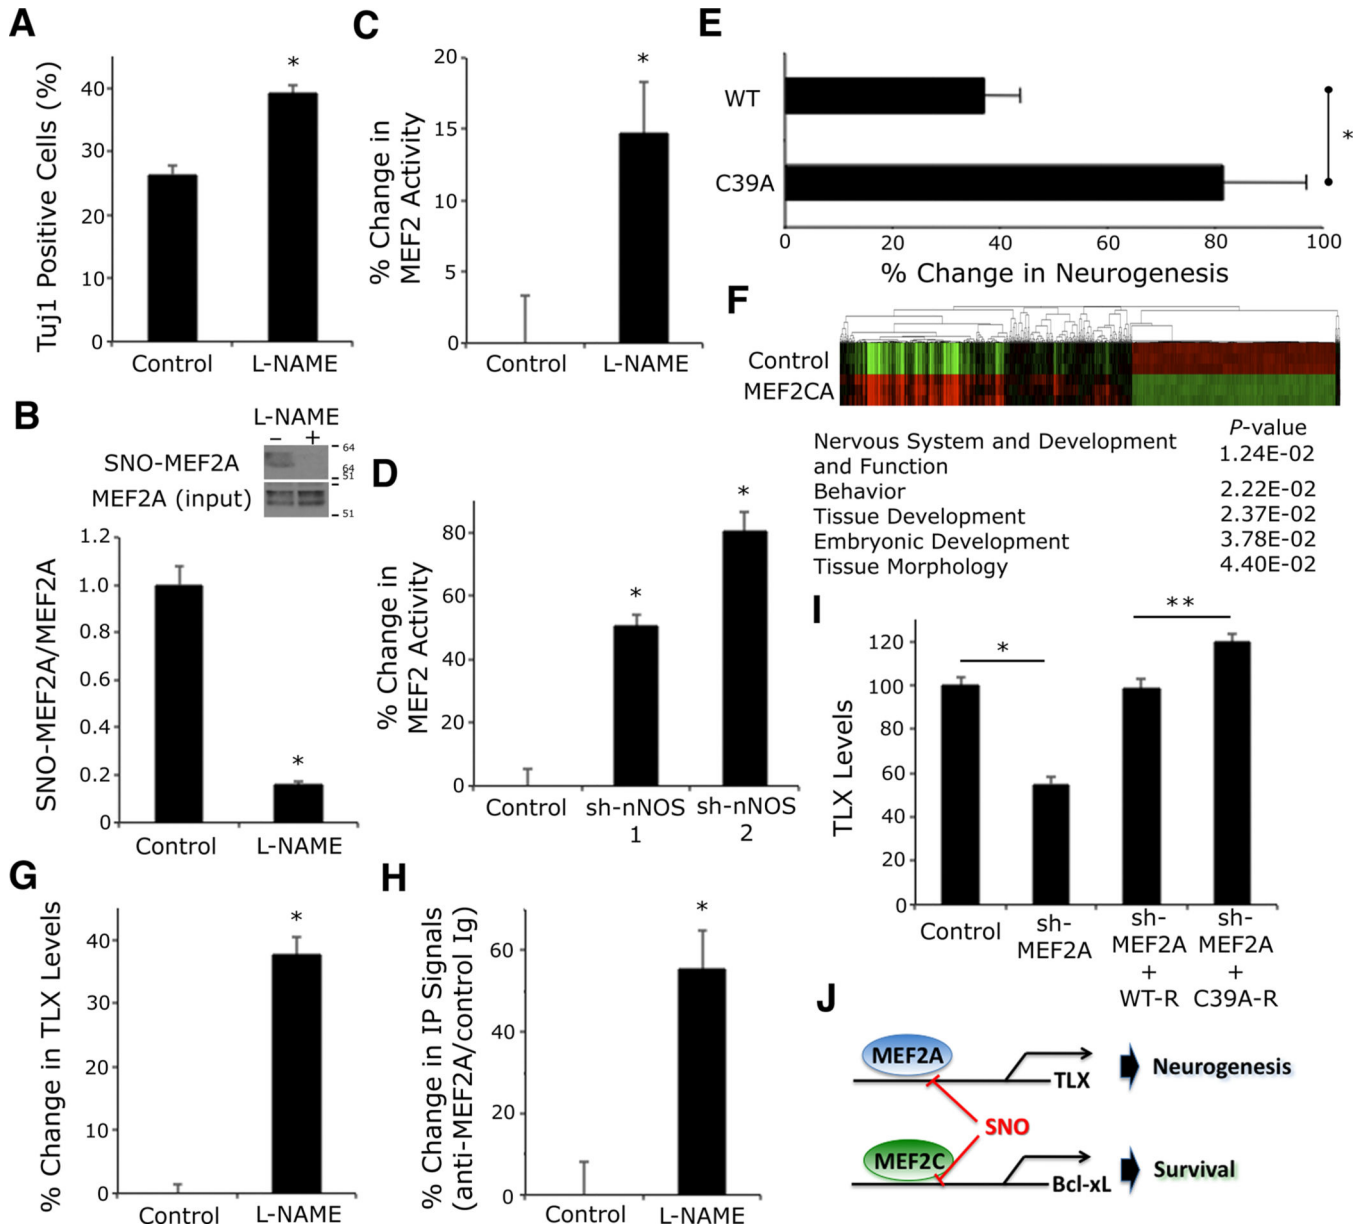 A
Tuj1 Positive Cells (%)
40
30
20
10
0
*
Control
L-NAME
B
L-NAME
– +
SNO-MEF2A
64
64
51
MEF2A (input)
51
SNO-MEF2A/MEF2A
1.2
1.0
0.8
0.6
0.4
0.2
0
*
Control
L-NAME
C
% Change in
MEF2 Activity
20
15
10
5
0
*
Control
L-NAME
D
% Change in
MEF2 Activity
80
60
40
20
0
*
*
Control
sh-nNOS
1
sh-nNOS
2
E
WT
C39A
*
0 20 40 60 80 100
% Change in Neurogenesis
F
Control
MEF2CA
P-value
Nervous System and Development
and Function
1.24E-02
Behavior 2.22E-02
Tissue Development 2.37E-02
Embryonic Development 3.78E-02
Tissue Morphology 4.40E-02
G
% Change in TLX Levels
40
30
20
10
0
*
Control
L-NAME
H
% Change in IP Signals
(anti-MEF2A/control Ig)
60
40
20
0
*
Control
L-NAME
I
TLX Levels
120
100
80
60
40
20
0
*
**
Control
sh-
MEF2A
sh-
MEF2A
+
WT-R
sh-
MEF2A
+
C39A-R
J
MEF2A
TLX
Neurogenesis
SNO
MEF2C
Bcl-xL
Survival